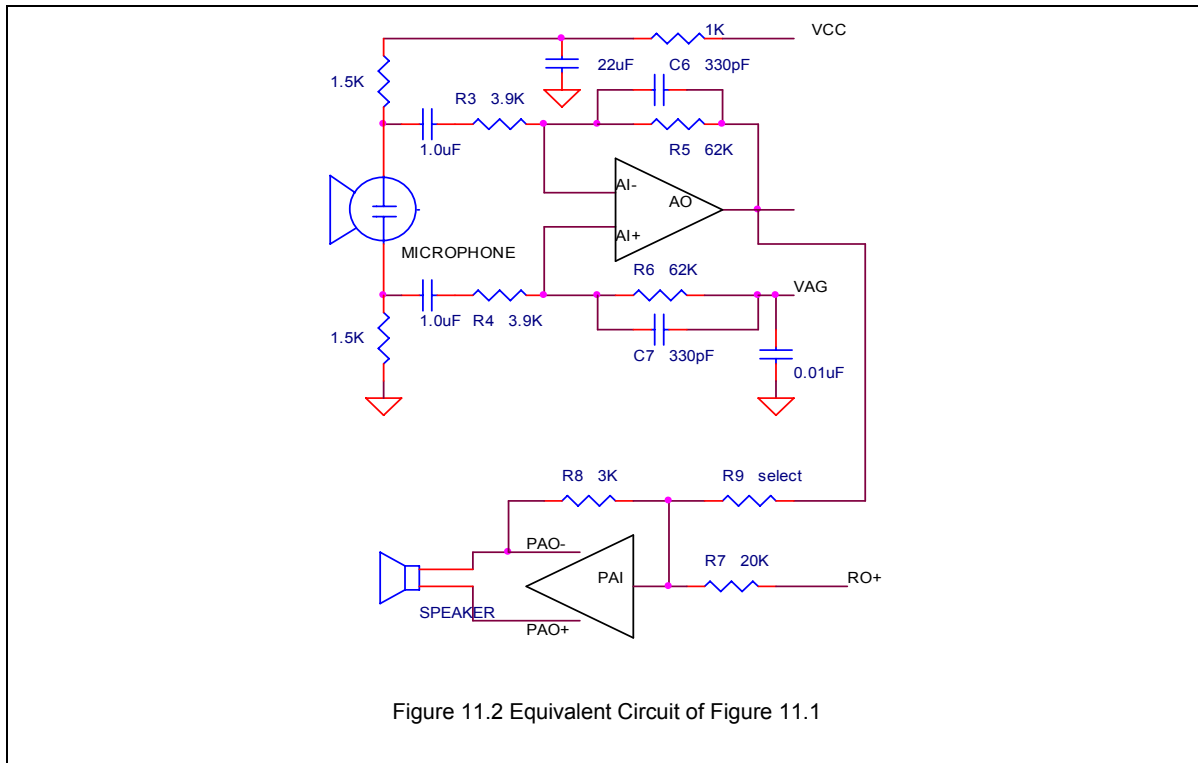 1K VCC
22uF C6 330pF
1.5K
R3 3.9K
1.0uF
R5 62K
AI-
AO
AI+
MICROPHONE
R6 62K
VAG
1.0uF R4 3.9K
1.5K
C7 330pF
0.01uF
R8 3K R9 select
PAO-
PAI
R7 20K RO+
SPEAKER
PAO+
Figure 11.2 Equivalent Circuit of Figure 11.1